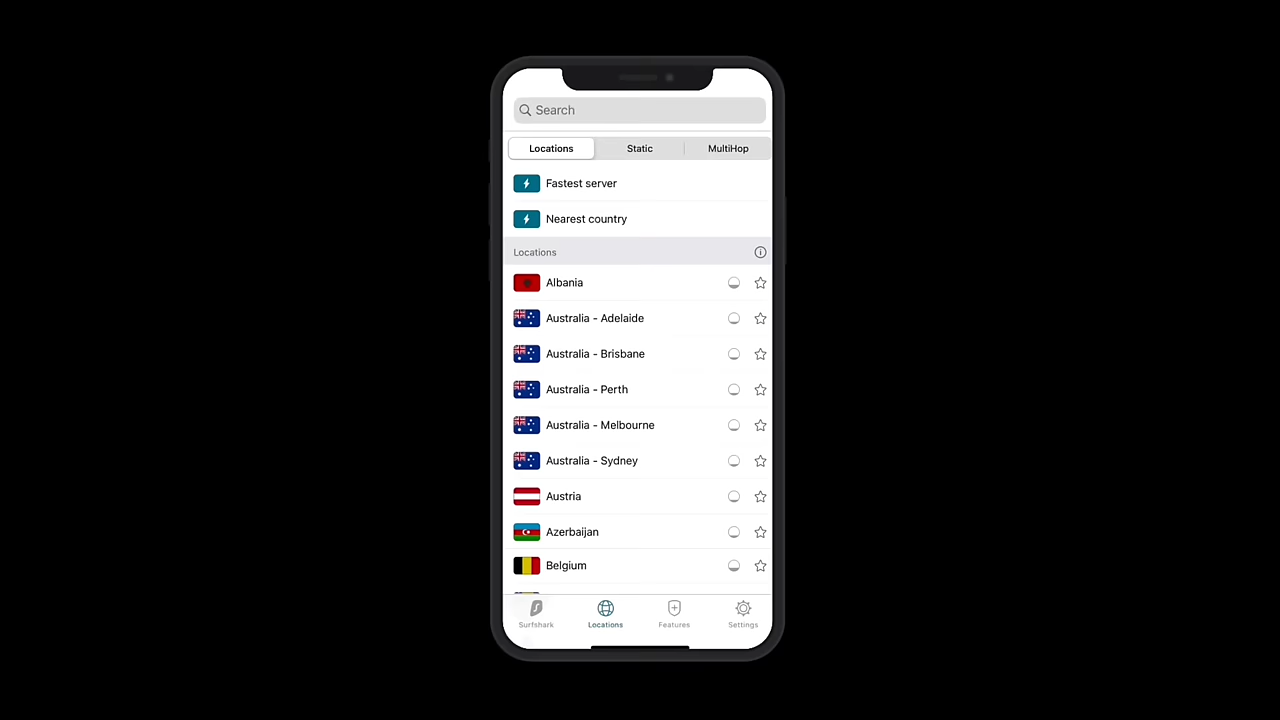 Search
Locations Static MultiHop
Fastest server
Nearest country
Locations
Albania
Australia - Adelaide
Australia - Brisbane
Australia - Perth
Australia - Melbourne
Australia - Sydney
Austria
Azerbaijan
Belgium
Surfshark Locations Features Settings